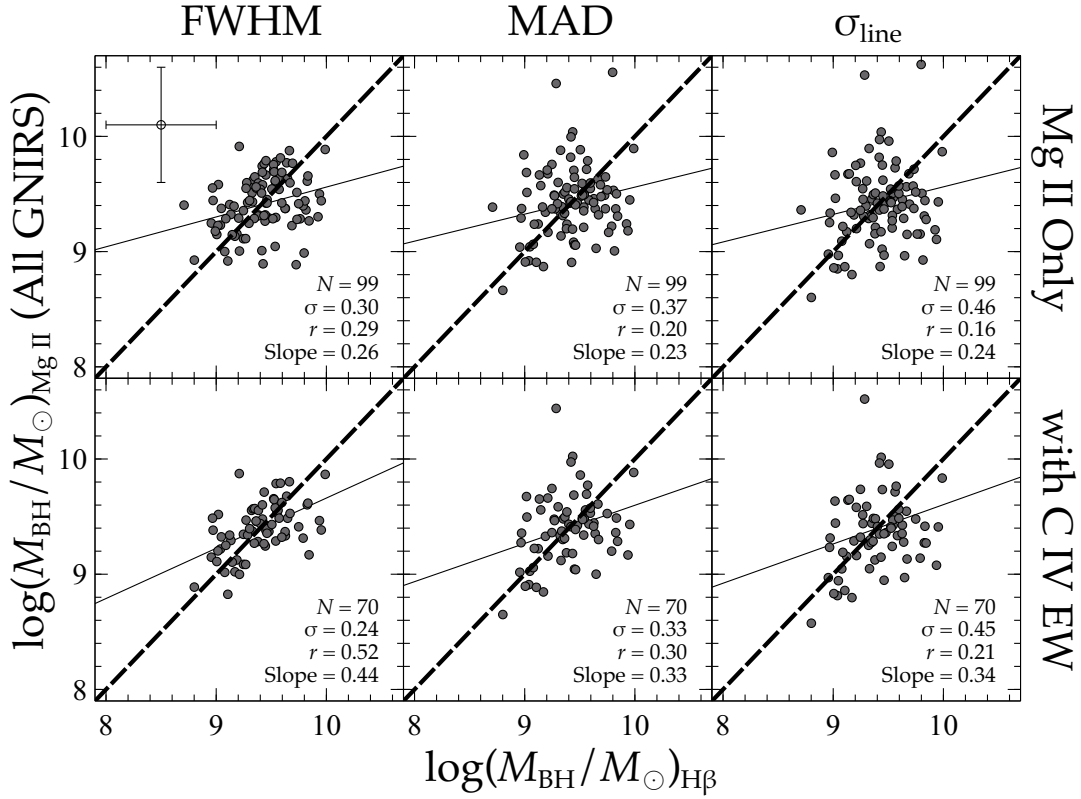 FWHM MAD σline
log(MBH/M⊙)Mg II (All GNIRS)
10
9
8
N = 99
σ = 0.30
r = 0.29
Slope = 0.26
N = 99
σ = 0.37
r = 0.20
Slope = 0.23
N = 99
σ = 0.46
r = 0.16
Slope = 0.24
Mg II Only
10
9
8
N = 70
σ = 0.24
r = 0.52
Slope = 0.44
N = 70
σ = 0.33
r = 0.30
Slope = 0.33
N = 70
σ = 0.45
r = 0.21
Slope = 0.34
with C IV EW
8 9 10 8 9 10 8 9 10
log(MBH/M⊙)Hβ